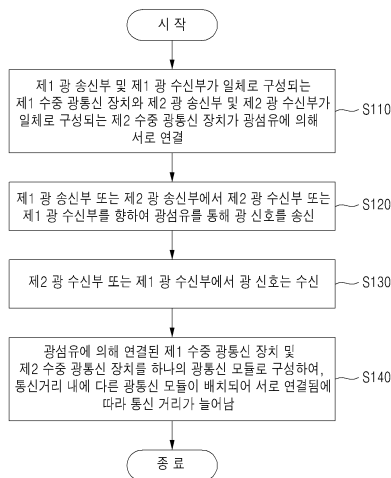 시 작
제1 광 송신부 및 제1 광 수신부가 일체로 구성되는
제1 수중 광통신 장치와 제2 광 송신부 및 제2 광 수신부가
일체로 구성되는 제2 수중 광통신 장치가 광섬유에 의해
서로 연결
S110
제1 광 송신부 또는 제2 광 송신부에서 제2 광 수신부 또는
제1 광 수신부를 향하여 광섬유를 통해 광 신호를 송신
S120
제2 광 수신부 또는 제1 광 수신부에서 광 신호는 수신
S130
광섬유에 의해 연결된 제1 수중 광통신 장치 및
제2 수중 광통신 장치를 하나의 광통신 모듈로 구성하여,
통신거리 내에 다른 광통신 모듈이 배치되어 서로 연결됨에
따라 통신 거리가 늘어남
S140
종 료